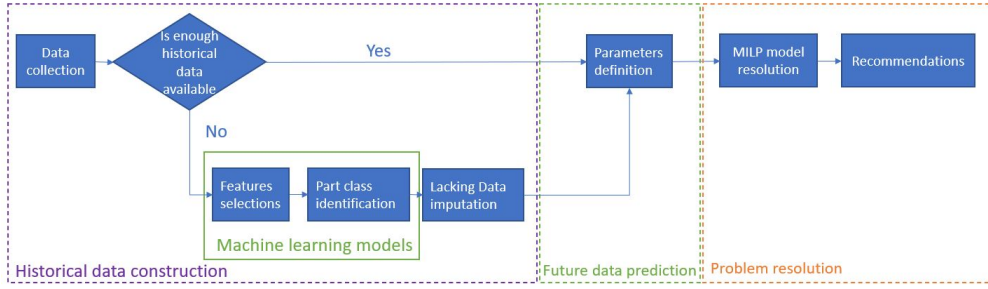 Data
collection
Is enough
historical
data
available
Yes
No
Features
selections
Part class
identification
Machine learning models
Lacking Data
imputation
Historical data construction
Parameters
definition
Future data prediction
MILP model
resolution
Recommendations
Problem resolution